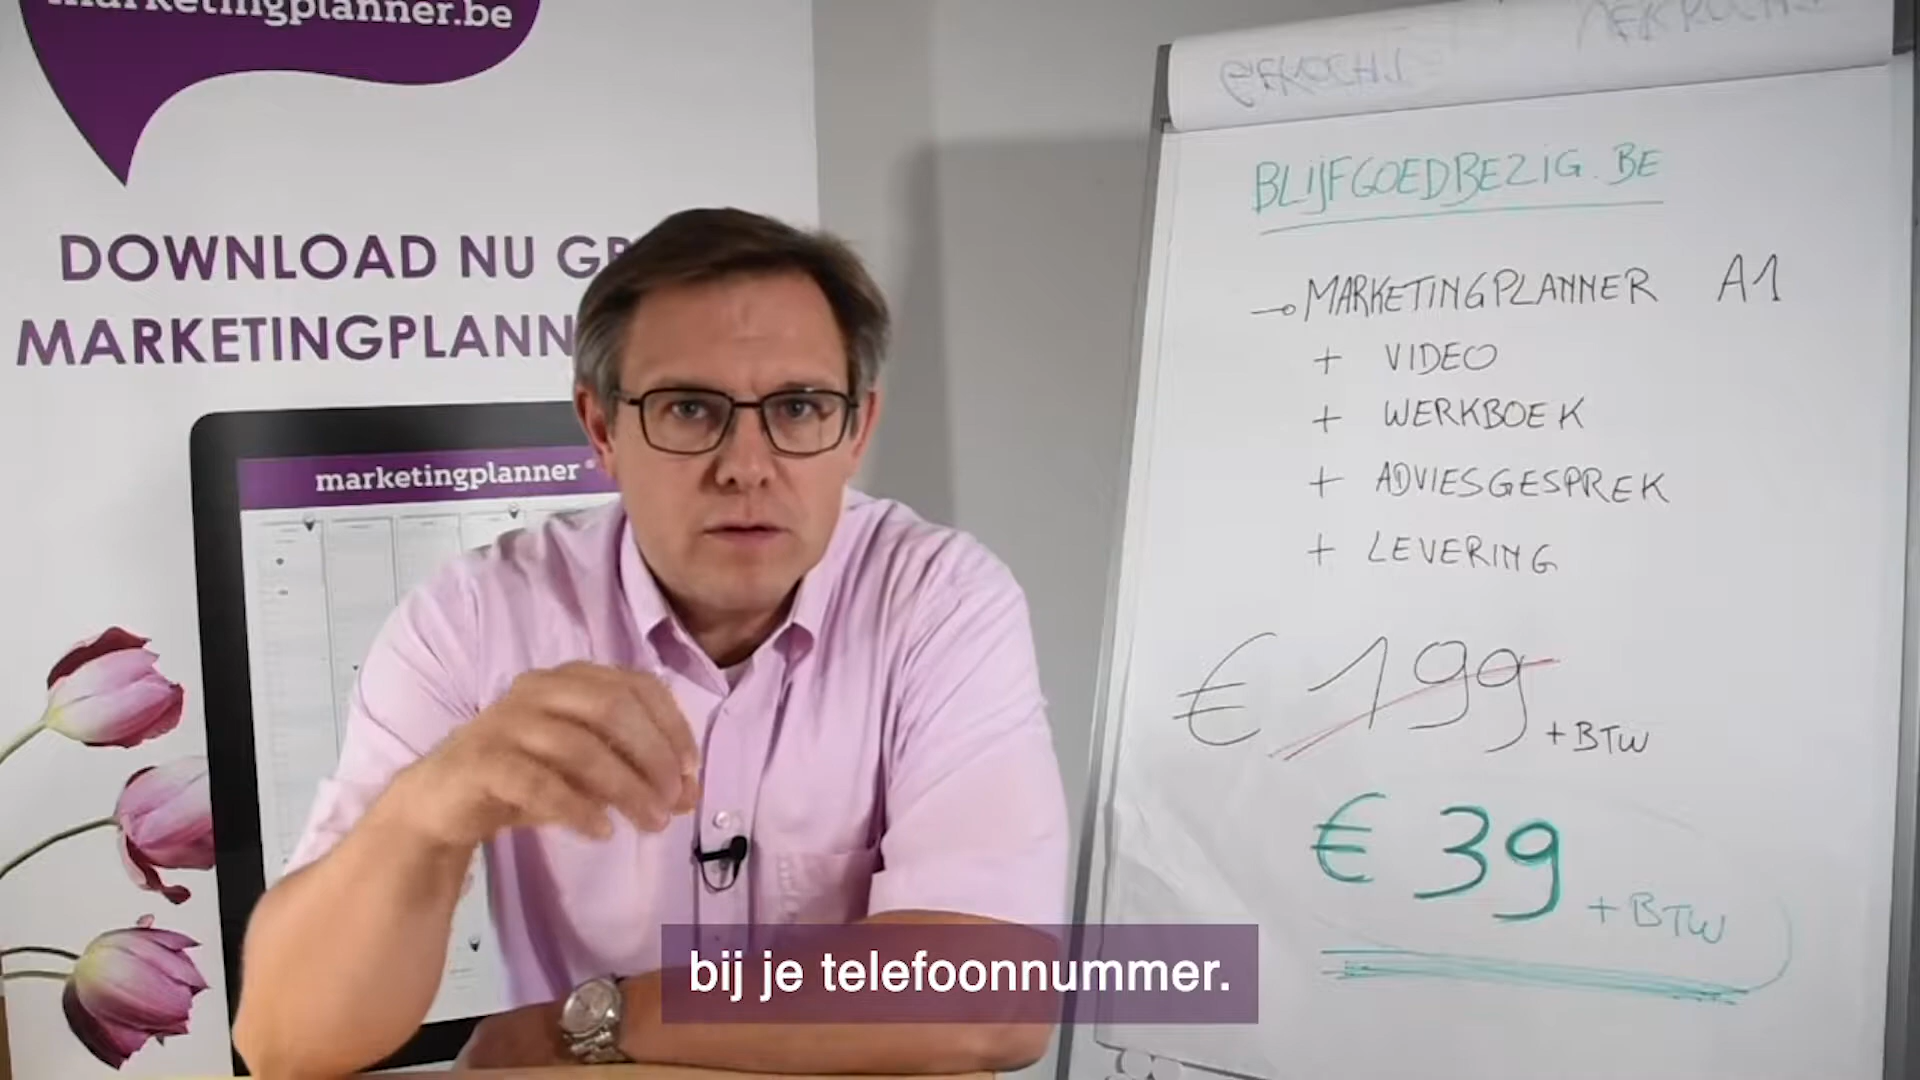 marketingplanner.be
DOWNLOAD NU
MARKETINGPLANN
marketingplanner
BLIJFGOEDBEZIG.BE
MARKETINGPLANNER A1
+ VIDEO
+ WERKBOEK
+ ADVIESGESPREK
+ LEVERING
€ 199 + BTW
€ 39 + BTW
bij je telefoonnummer.